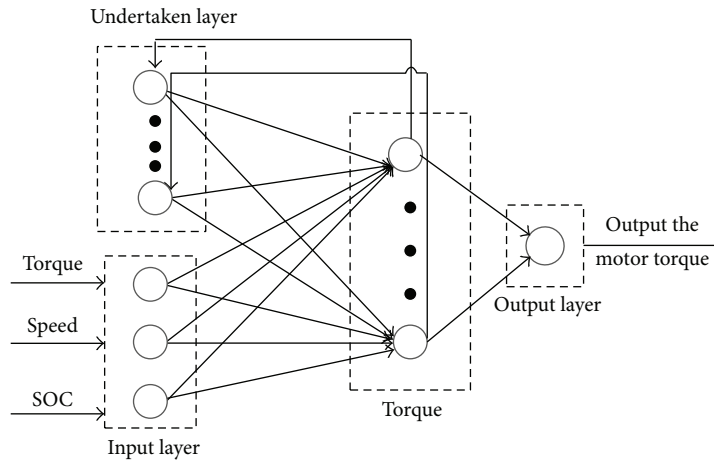 Undertaken layer
Torque
Speed
SOC
Input layer
Torque
Output layer
Output the
motor torque